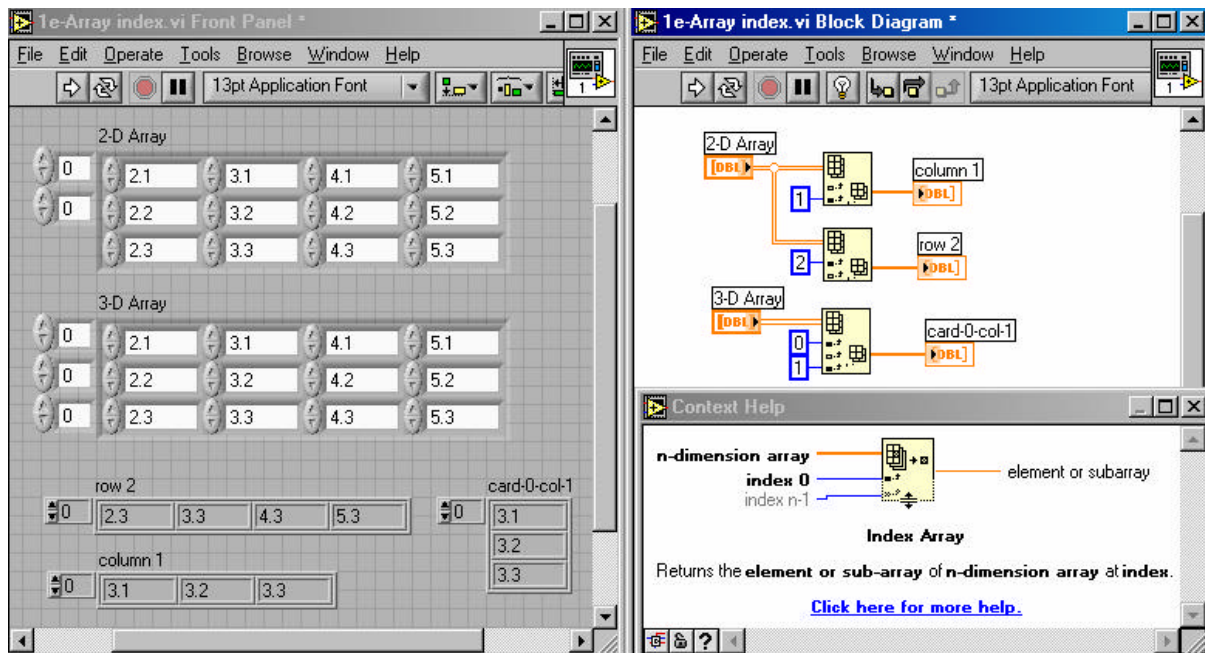 1e-Array index.vi Front Panel *
File Edit Operate Tools Browse Window Help
13pt Application Font
1
2-D Array
0 2.1 3.1 4.1 5.1
0 2.2 3.2 4.2 5.2
2.3 3.3 4.3 5.3
3-D Array
0 2.1 3.1 4.1 5.1
0 2.2 3.2 4.2 5.2
0 2.3 3.3 4.3 5.3
row 2
0 2.3 3.3 4.3 5.3
column 1
0 3.1 3.2 3.3
card-0-col-1
0 3.1
3.2
3.3
1e-Array index.vi Block Diagram *
File Edit Operate Tools Browse Window Help
13pt Application Font
1
2-D Array
[DBL]
1
column 1
[DBL]
2
row 2
[DBL]
3-D Array
[DBL]
0
1
card-0-col-1
[DBL]
Context Help
n-dimension array
index 0
index n-1
element or subarray
Index Array
Returns the element or sub-array of n-dimension array at index.
Click here for more help.
?